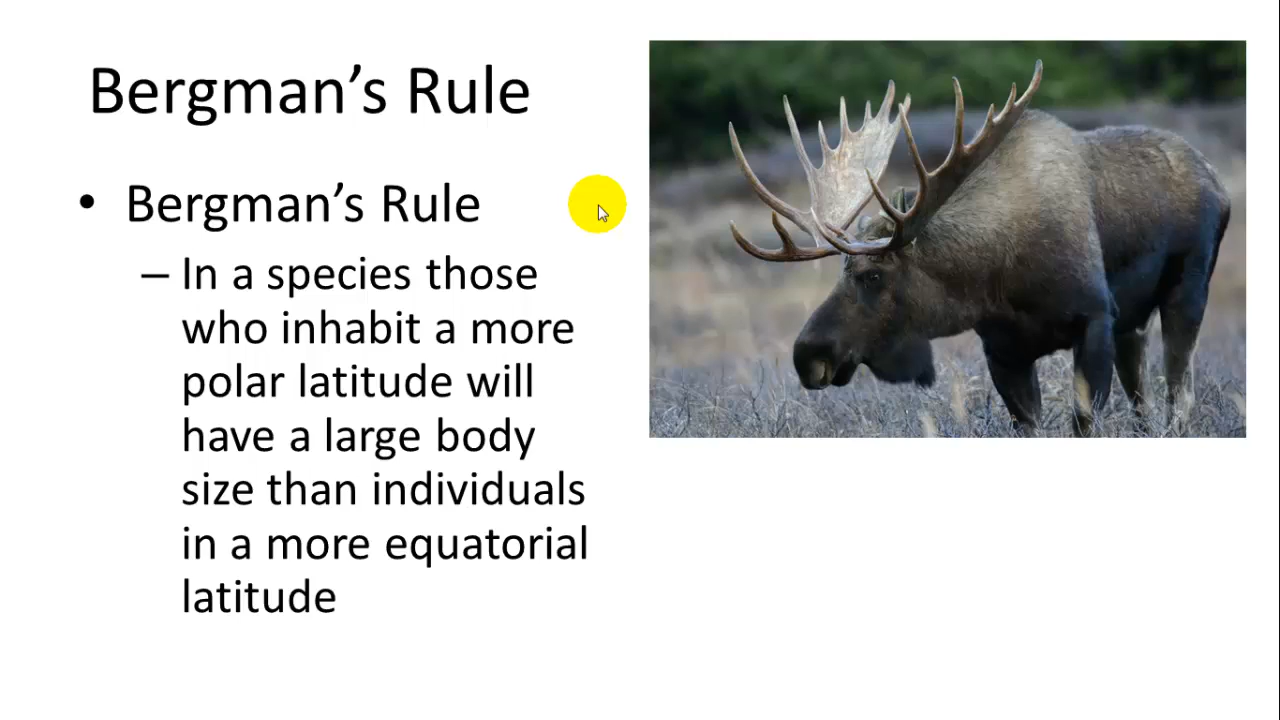 Bergman’s Rule
• Bergman’s Rule
– In a species those
who inhabit a more
polar latitude will
have a large body
size than individuals
in a more equatorial
latitude